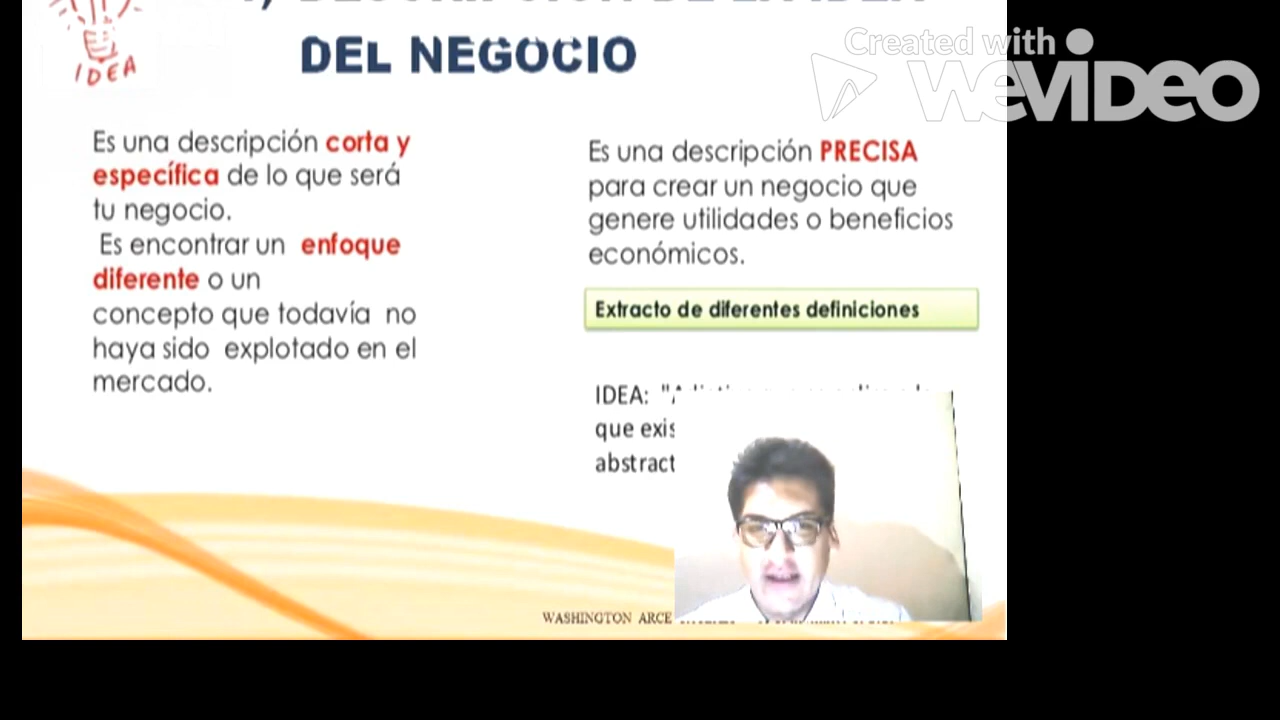 IDEA
DEL NEGOCIO
Created with
WEVIDEO
Es una descripción corta y
específica de lo que será
tu negocio.
Es encontrar un enfoque
diferente o un
concepto que todavía no
haya sido explotado en el
mercado.
Es una descripción PRECISA
para crear un negocio que
genere utilidades o beneficios
económicos.
Extracto de diferentes definiciones
IDEA:
que
WASHINGTON ARCE